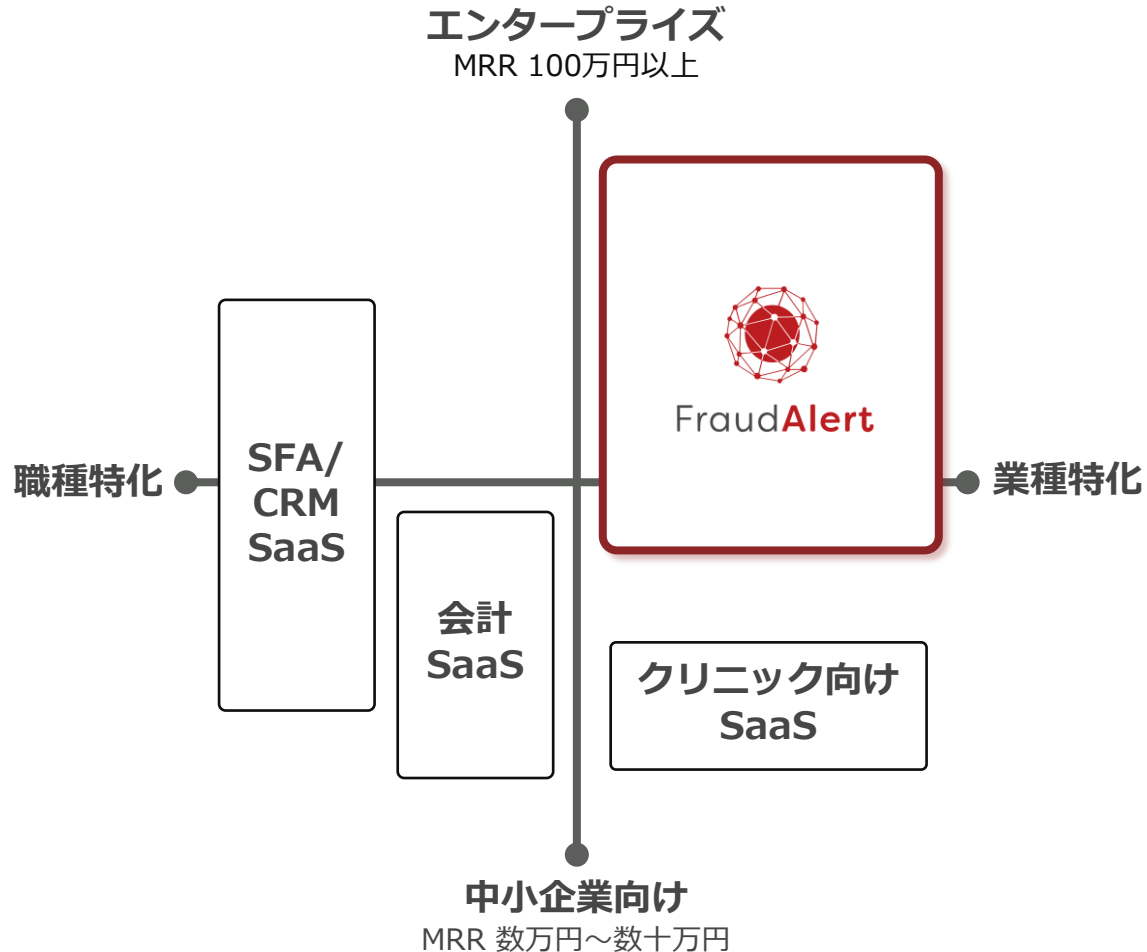 エンタープライズ
MRR 100万円以上
FraudAlert
職種特化
SFA/
CRM
SaaS
業種特化
会計
SaaS
クリニック向け
SaaS
中小企業向け
MRR 数万円～数十万円